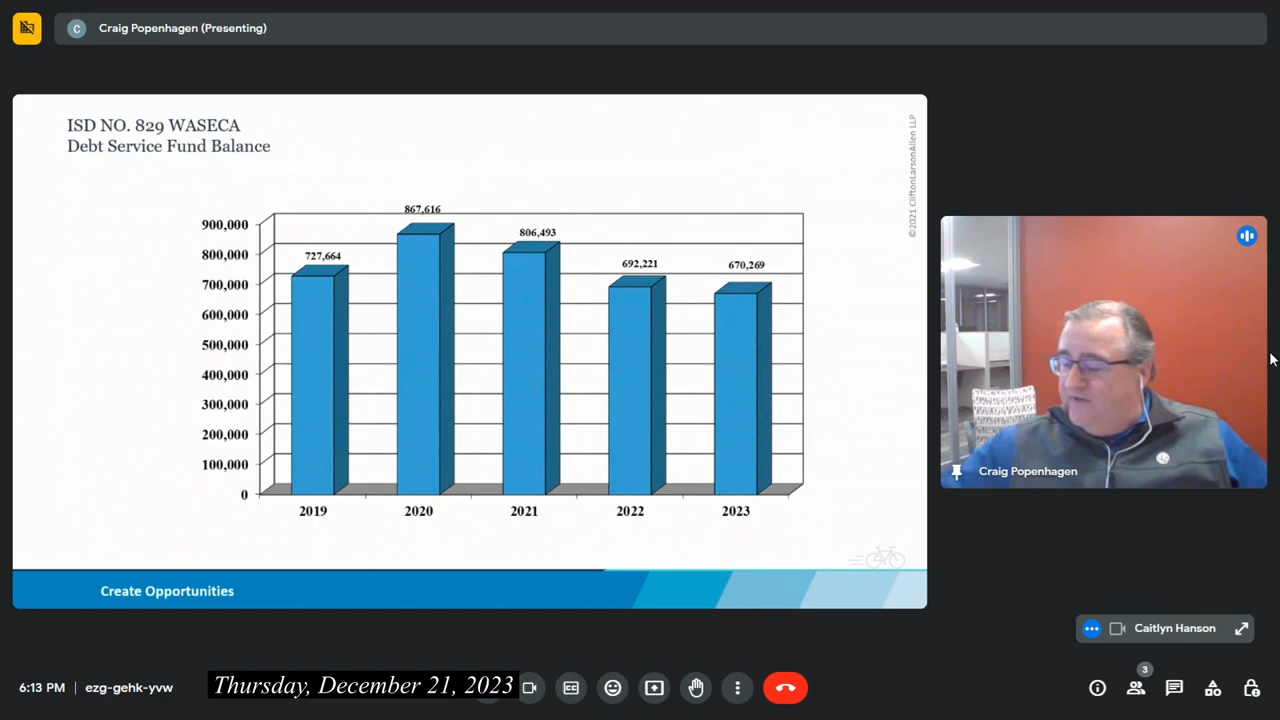 C
Craig Popenhagen (Presenting)
ISD NO. 829 WASECA
Debt Service Fund Balance
©2021 CliftonLarsonAllen LLP
900,000
800,000
700,000
600,000
500,000
400,000
300,000
200,000
100,000
0
727,664
867,616
806,493
692,221
670,269
2019
2020
2021
2022
2023
Create Opportunities
Craig Popenhagen
Caitlyn Hanson
3
6:13 PM
ezg-gehk-yvw
Thursday, December 21, 2023
CC